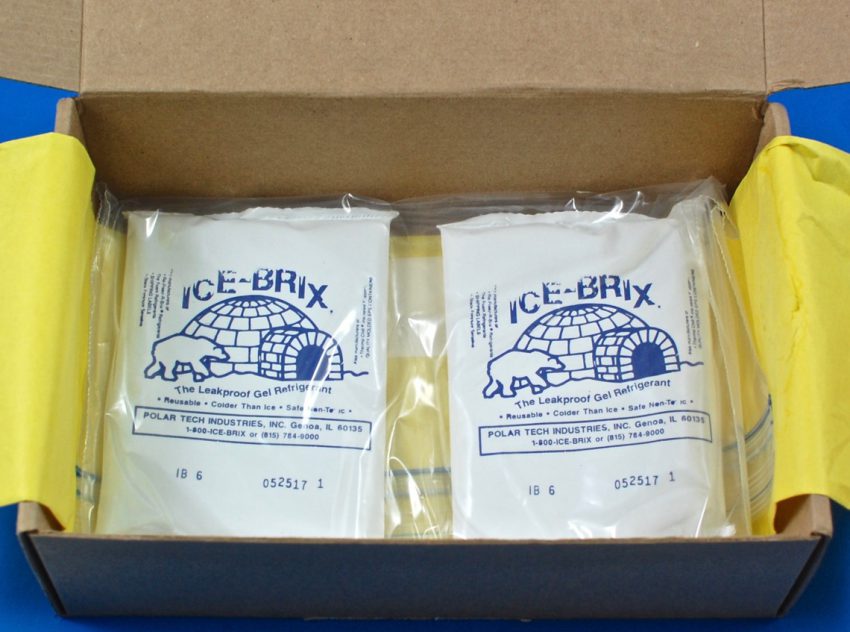 ICE-BRIX.
The Leakproof Gel Refrigerant
• Reusable • Colder Than Ice • Safe Non-Toxic •
POLAR TECH INDUSTRIES, INC. Genoa, IL 60135
1-800-ICE-BRIX or (815) 784-9000
IB 6 052517 1
ICE-BRIX.
The Leakproof Gel Refrigerant
• Reusable • Colder Than Ice • Safe Non-Toxic •
POLAR TECH INDUSTRIES, INC. Genoa, IL 60135
1-800-ICE-BRIX or (815) 784-9000
IB 6 052517 1